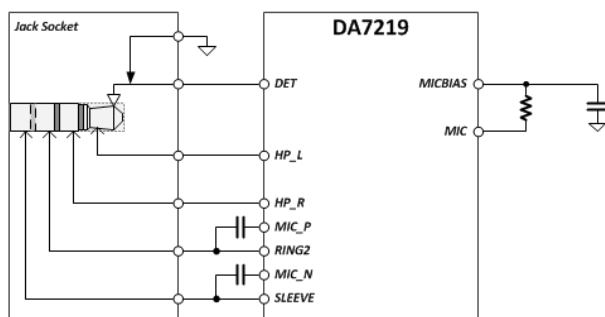 Jack Socket
DA7219
DET
MICBIAS
MIC
HP_L
HP_R
MIC_P
RING2
MIC_N
SLEEVE